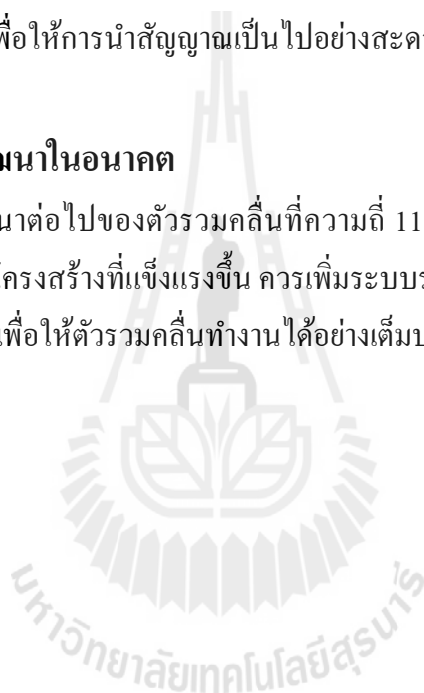 เพื่อให้การนำสัญญาณเป็นไปอย่างสะดว
ฒนาในอนาคต
นาต่อไปของตัวรวมคลื่นที่ความถี่ 11
โครงสร้างที่แข็งแรงขึ้น ควรเพิ่มระบบร
เพื่อให้ตัวรวมคลื่นทำงานได้อย่างเต็มป
มหาวิทยาลัยเทคโนโลยีสุรนารี